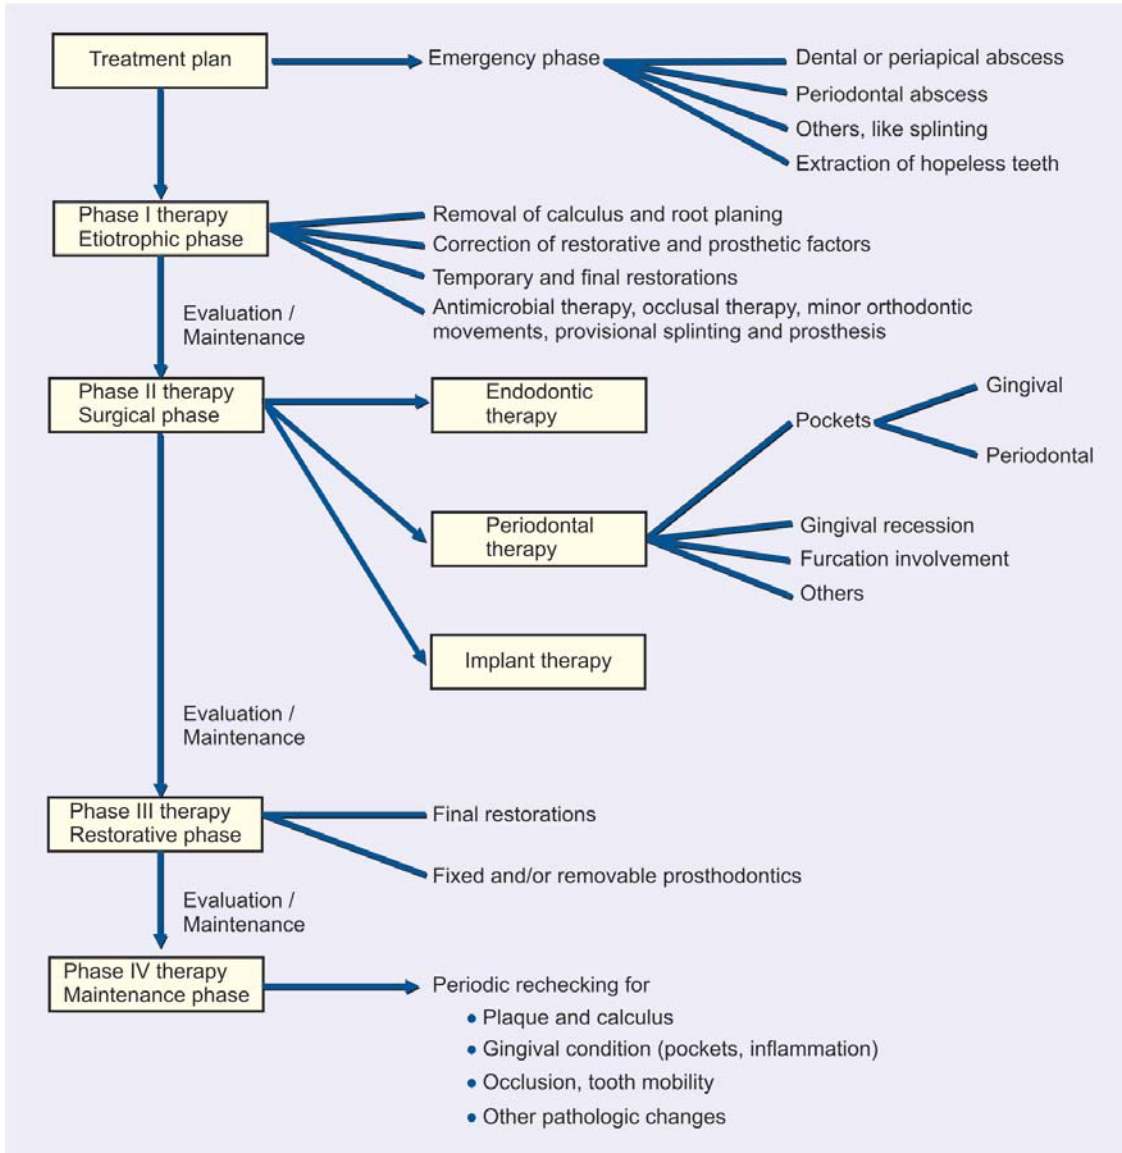 Treatment plan
Emergency phase
Dental or periapical abscess
Periodontal abscess
Others, like splinting
Extraction of hopeless teeth
Phase I therapy
Etiotrophic phase
Removal of calculus and root planing
Correction of restorative and prosthetic factors
Temporary and final restorations
Antimicrobial therapy, occlusal therapy, minor orthodontic
movements, provisional splinting and prosthesis
Evaluation /
Maintenance
Phase II therapy
Surgical phase
Endodontic
therapy
Pockets
Gingival
Periodontal
Periodontal
therapy
Gingival recession
Furcation involvement
Others
Implant therapy
Evaluation /
Maintenance
Phase III therapy
Restorative phase
Final restorations
Fixed and/or removable prosthodontics
Evaluation /
Maintenance
Phase IV therapy
Maintenance phase
Periodic rechecking for
• Plaque and calculus
• Gingival condition (pockets, inflammation)
• Occlusion, tooth mobility
• Other pathologic changes